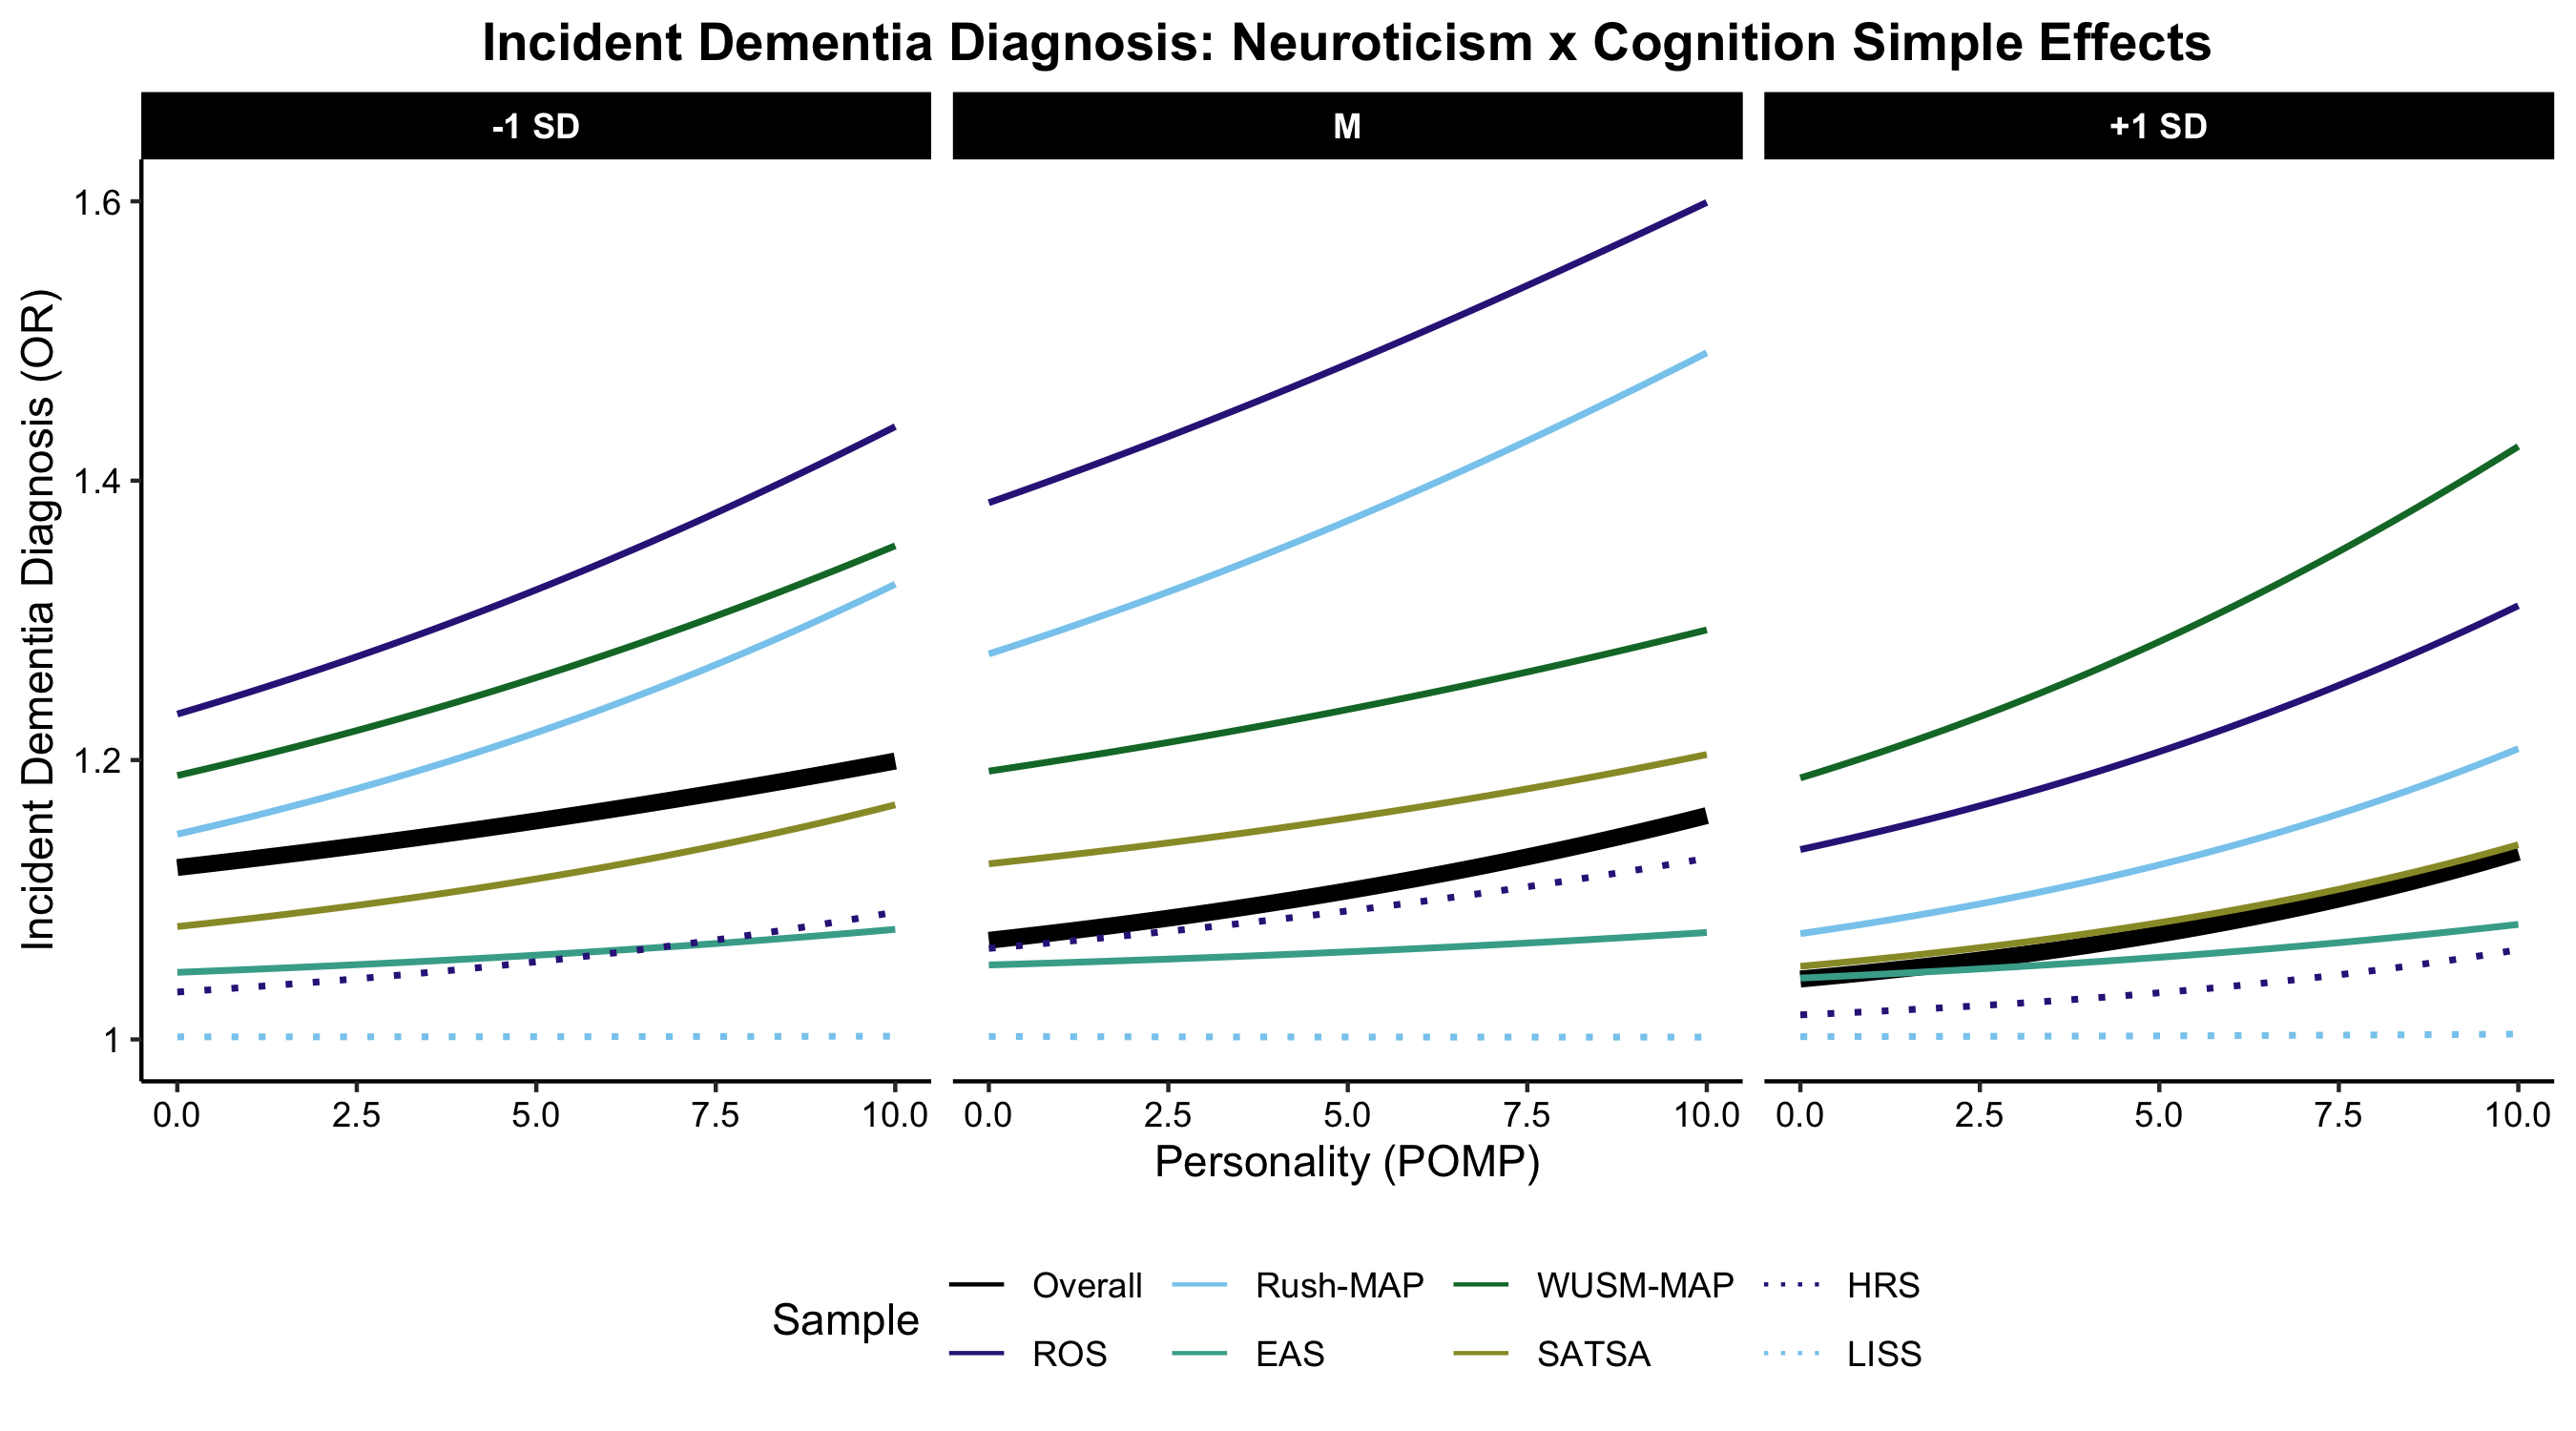 Incident Dementia Diagnosis: Neuroticism x Cognition Simple Effects
-1 SD
M
+1 SD
Incident Dementia Diagnosis (OR)
1.6
1.4
1.2
1
0.0 2.5 5.0 7.5 10.0
0.0 2.5 5.0 7.5 10.0
0.0 2.5 5.0 7.5 10.0
Personality (POMP)
Sample
Overall Rush-MAP WUSM-MAP HRS
ROS EAS SATSA LISS